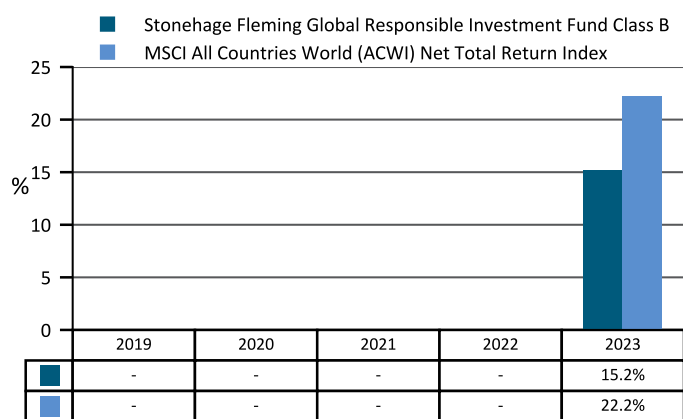 Stonehage Fleming Global Responsible Investment Fund Class B
MSCI All Countries World (ACWI) Net Total Return Index
25
20
% 15
10
5
0
2019 2020 2021 2022 2023
- - - - 15.2%
- - - - 22.2%